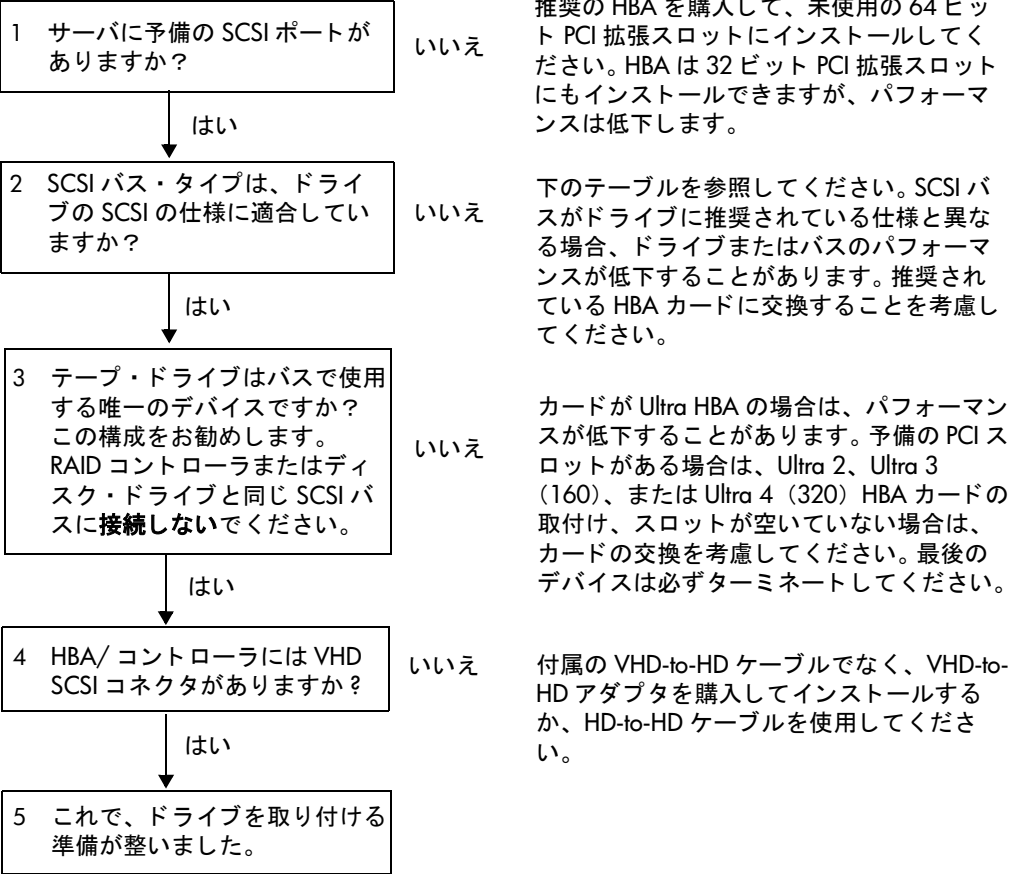 1 サーバに予備の SCSI ポートが
ありますか?
いいえ
推奨の HBA を購入して、未使用の 64 ビッ
ト PCI 拡張スロットにインストールしてく
ださい。HBA は 32 ビット PCI 拡張スロット
にもインストールできますが、パフォーマ
ンスは低下します。
はい
2 SCSI バス・タイプは、ドライ
ブの SCSI の仕様に適合してい
ますか?
いいえ
下のテーブルを参照してください。SCSI バ
スがドライブに推奨されている仕様と異な
る場合、ドライブまたはバスのパフォーマ
ンスが低下することがあります。推奨され
ている HBA カードに交換することを考慮し
てください。
はい
3 テープ・ドライブはバスで使用
する唯一のデバイスですか?
この構成をお勧めします。
RAID コントローラまたはディ
スク・ドライブと同じ SCSI バ
スに接続しないでください。
いいえ
カードが Ultra HBA の場合は、パフォーマン
スが低下することがあります。予備の PCI ス
ロットがある場合は、Ultra 2、Ultra 3
(160)、または Ultra 4(320)HBA カードの
取付け、スロットが空いていない場合は、
カードの交換を考慮してください。最後の
デバイスは必ずターミネートしてください。
はい
4 HBA/ コントローラには VHD
SCSI コネクタがありますか?
いいえ
付属の VHD-to-HD ケーブルでなく、VHD-to-
HD アダプタを購入してインストールする
か、HD-to-HD ケーブルを使用してくださ
い。
はい
5 これで、ドライブを取り付ける
準備が整いました。